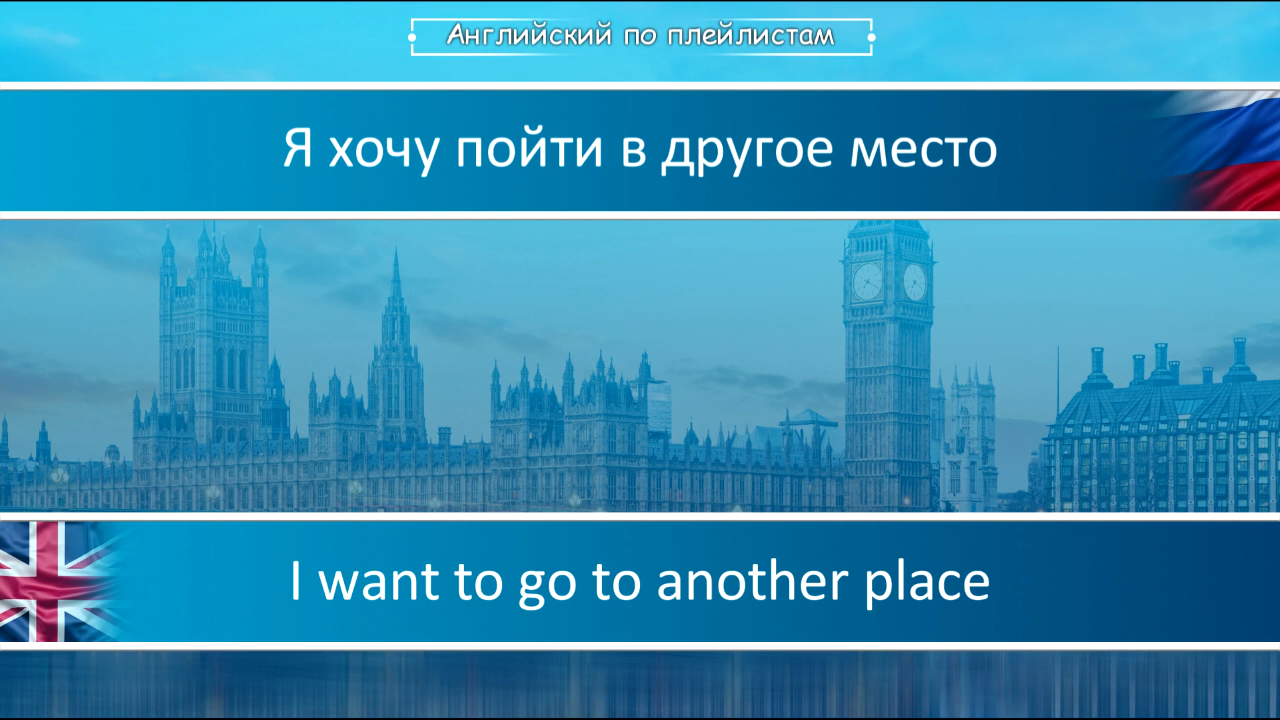 Английский по плейлистам
Я хочу пойти в другое место
I want to go to another place